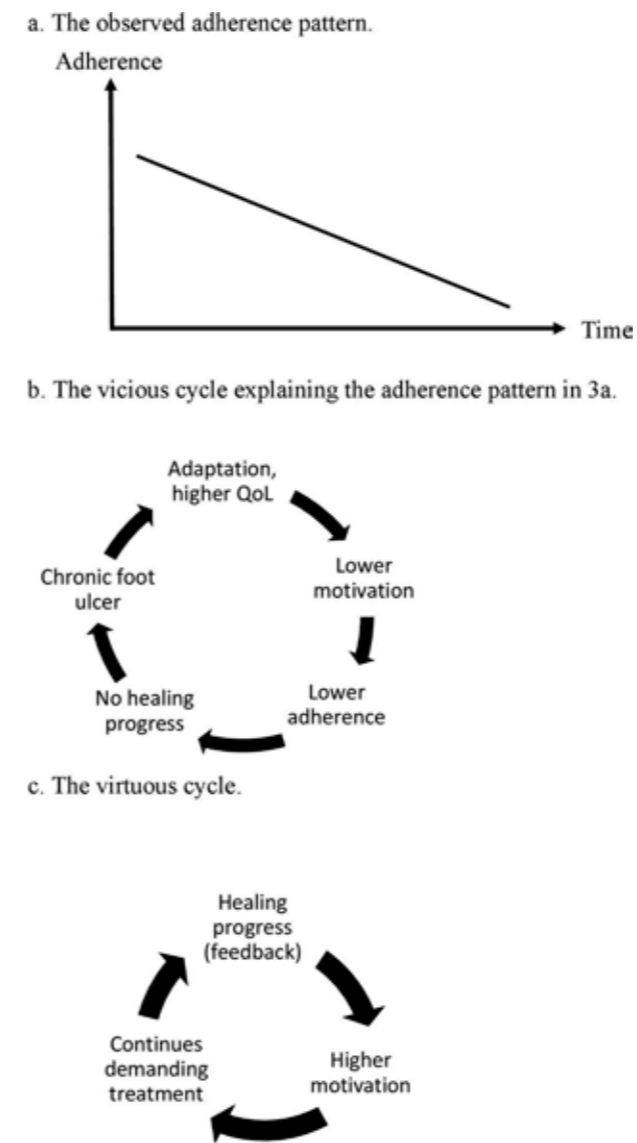 a. The observed adherence pattern.
Adherence
Time
b. The vicious cycle explaining the adherence pattern in 3a.
Adaptation,
higher QoL
Lower
motivation
Lower
adherence
No healing
progress
Chronic foot
ulcer
c. The virtuous cycle.
Healing
progress
(feedback)
Higher
motivation
Continues
demanding
treatment